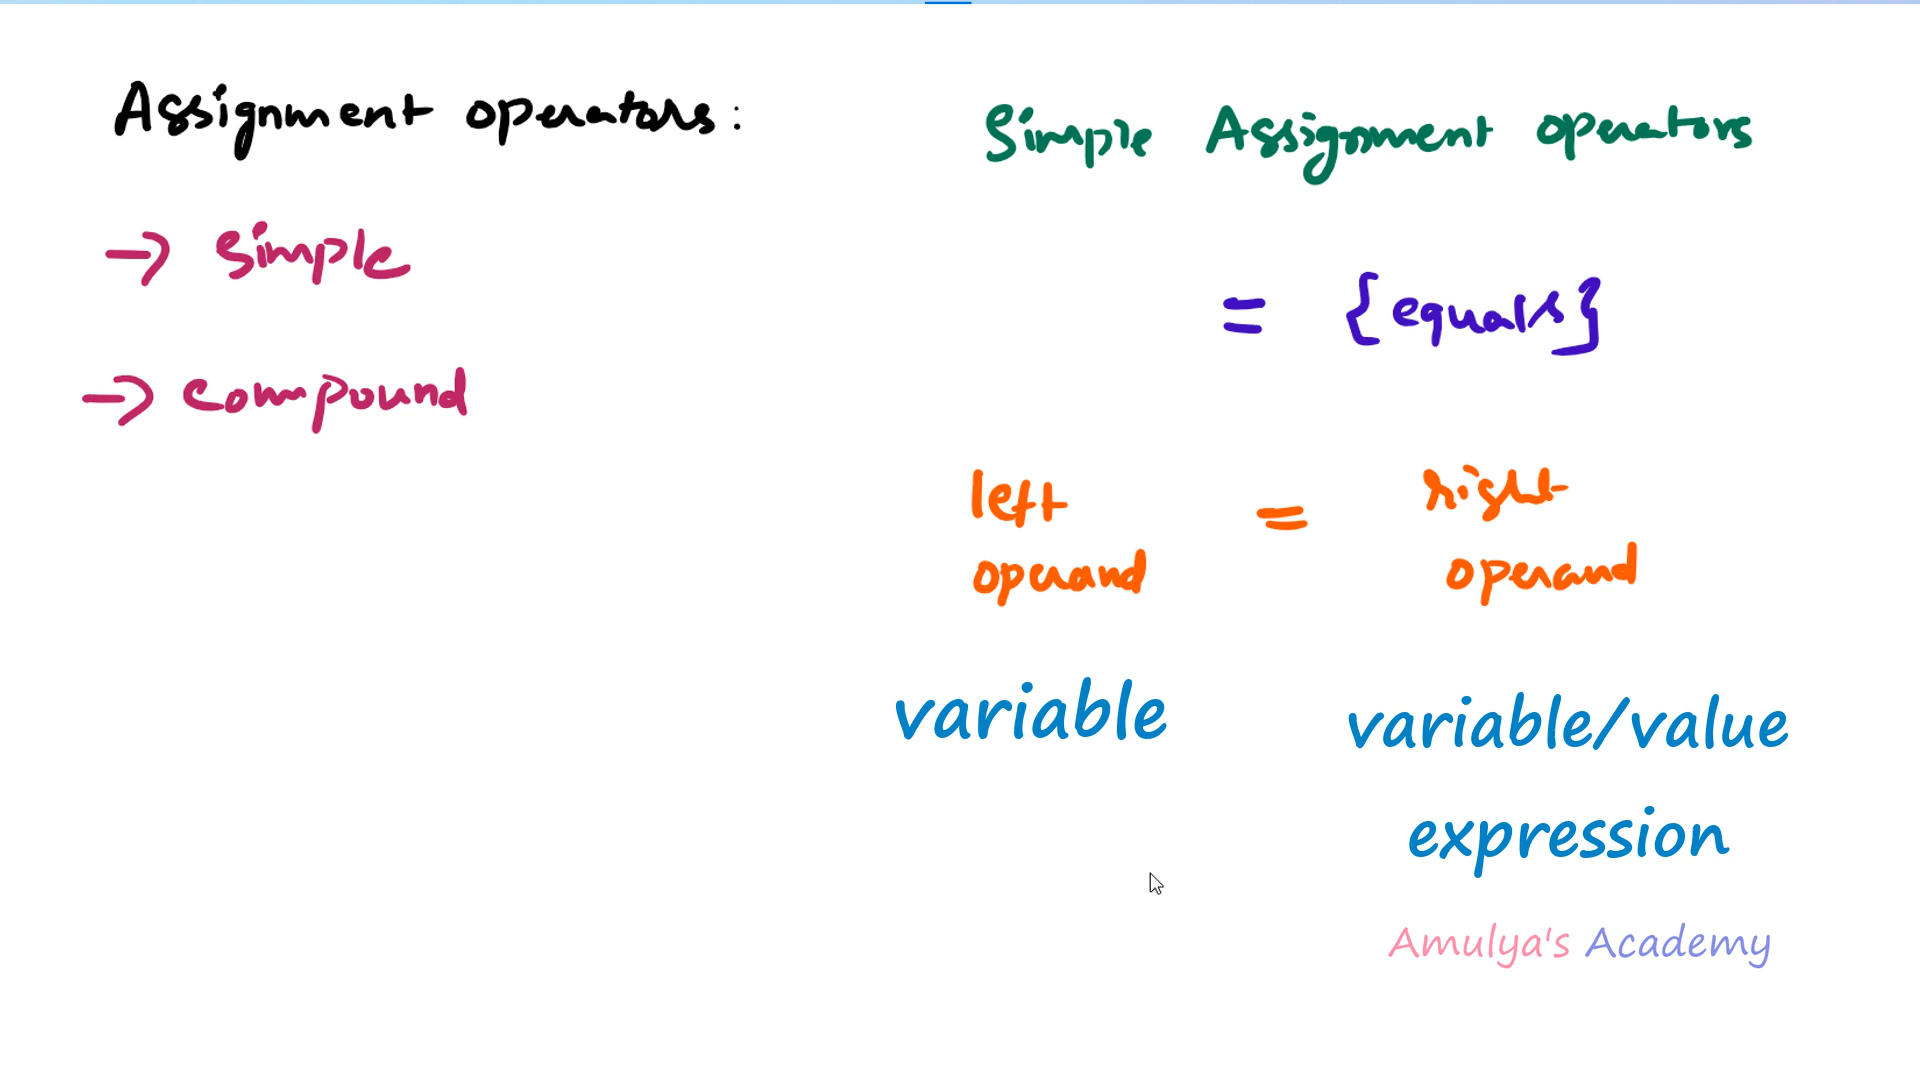 Assignment operators:
→ Simple
→ compound
Simple Assignment operators
= {equals}
left = right
operand operand
variable variable/value
expression
Amulya's Academy